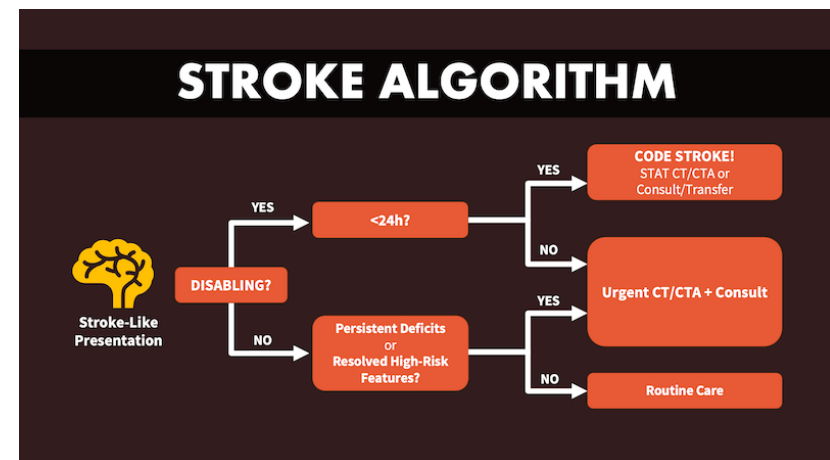 STROKE ALGORITHM
Stroke-Like
Presentation
DISABLING?
YES
<24h?
YES
CODE STROKE!
STAT CT/CTA or
Consult/Transfer
NO
Urgent CT/CTA + Consult
NO
Persistent Deficits
or
Resolved High-Risk
Features?
YES
NO
Routine Care